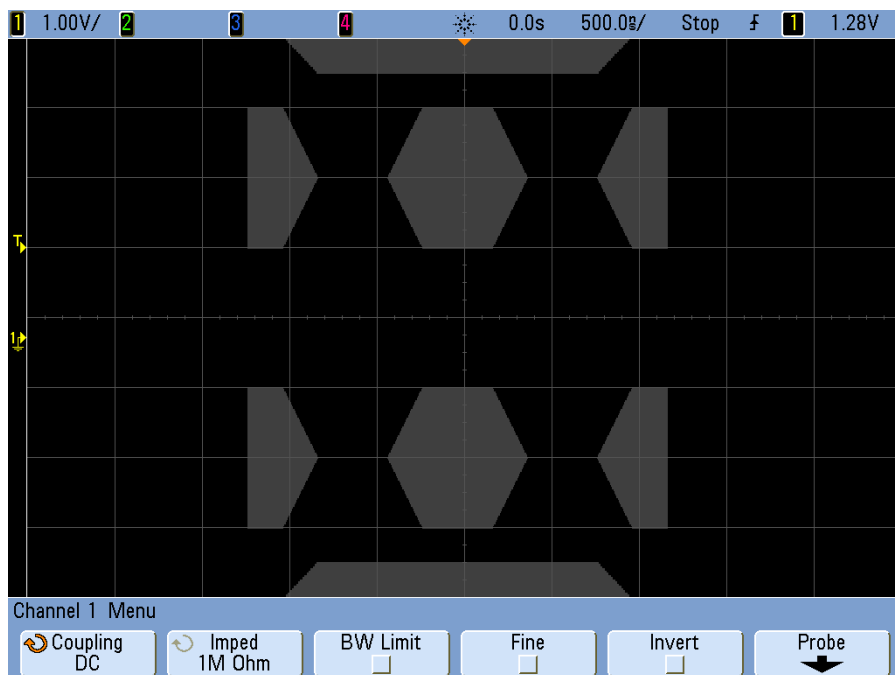 1 1.00V/ 2 3 4 0.0s 500.0ns/ Stop 1 1.28V
T
1
Channel 1 Menu
Coupling Imped BW Limit Fine Invert Probe
DC 1M Ohm